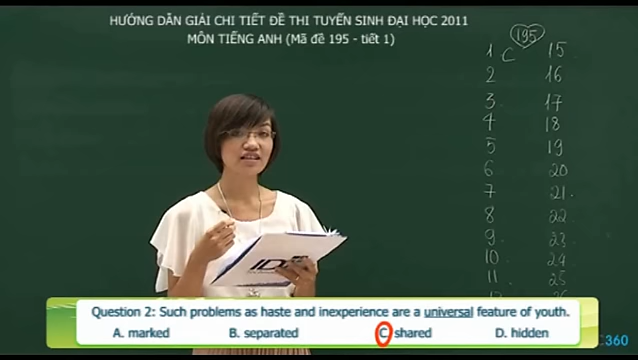 HƯỚNG DẪN GIẢI CHI TIẾT ĐỀ THI TUYỂN SINH ĐẠI HỌC 2011
MÔN TIẾNG ANH (Mã đề 195 - tiết 1)
195
1 C 15
2 16
3 17
4 18
5 19
6 20
7 21
8 22
9 23
10 24
11 25
Question 2: Such problems as haste and inexperience are a universal feature of youth.
A. marked B. separated C. shared D. hidden
360